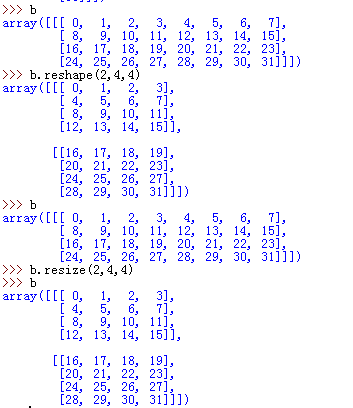 >>> b
array([[[ 0,  1,  2,  3,  4,  5,  6,  7],
        [ 8,  9, 10, 11, 12, 13, 14, 15],
        [16, 17, 18, 19, 20, 21, 22, 23],
        [24, 25, 26, 27, 28, 29, 30, 31]]])
>>> b.reshape(2,4,4)
array([[[ 0,  1,  2,  3],
        [ 4,  5,  6,  7],
        [ 8,  9, 10, 11],
        [12, 13, 14, 15]],

       [[16, 17, 18, 19],
        [20, 21, 22, 23],
        [24, 25, 26, 27],
        [28, 29, 30, 31]]])
>>> b
array([[[ 0,  1,  2,  3,  4,  5,  6,  7],
        [ 8,  9, 10, 11, 12, 13, 14, 15],
        [16, 17, 18, 19, 20, 21, 22, 23],
        [24, 25, 26, 27, 28, 29, 30, 31]]])
>>> b.resize(2,4,4)
>>> b
array([[[ 0,  1,  2,  3],
        [ 4,  5,  6,  7],
        [ 8,  9, 10, 11],
        [12, 13, 14, 15]],

       [[16, 17, 18, 19],
        [20, 21, 22, 23],
        [24, 25, 26, 27],
        [28, 29, 30, 31]]])